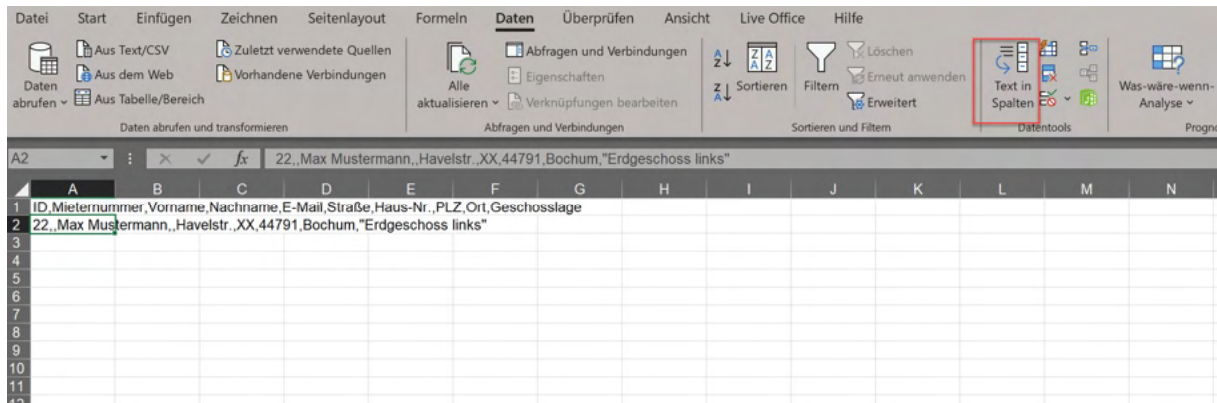 Datei Start Einfügen Zeichnen Seitenlayout Formeln Daten Überprüfen Ansicht Live Office Hilfe
Daten abrufen
Aus Text/CSV
Aus dem Web
Aus Tabelle/Bereich
Zuletzt verwendete Quellen
Vorhandene Verbindungen
Daten abrufen und transformieren
Alle aktualisieren
Abfragen und Verbindungen
Eigenschaften
Verknüpfungen bearbeiten
Abfragen und Verbindungen
Sortieren
Filtern
Löschen
Erneut anwenden
Erweitert
Sortieren und Filtern
Text in Spalten
Datentools
Was-wäre-wenn-
Analyse
Progno
A2 fx 22,,Max Mustermann,,Havelstr.,XX,44791,Bochum,"Erdgeschoss links"
A B C D E F G H I J K L M N
1 ID,Mieternummer,Vorname,Nachname,E-Mail,Straße,Haus-Nr.,PLZ,Ort,Geschosslage
2 22,,Max Mustermann,,Havelstr.,XX,44791,Bochum,"Erdgeschoss links"
3
4
5
6
7
8
9
10
11
12